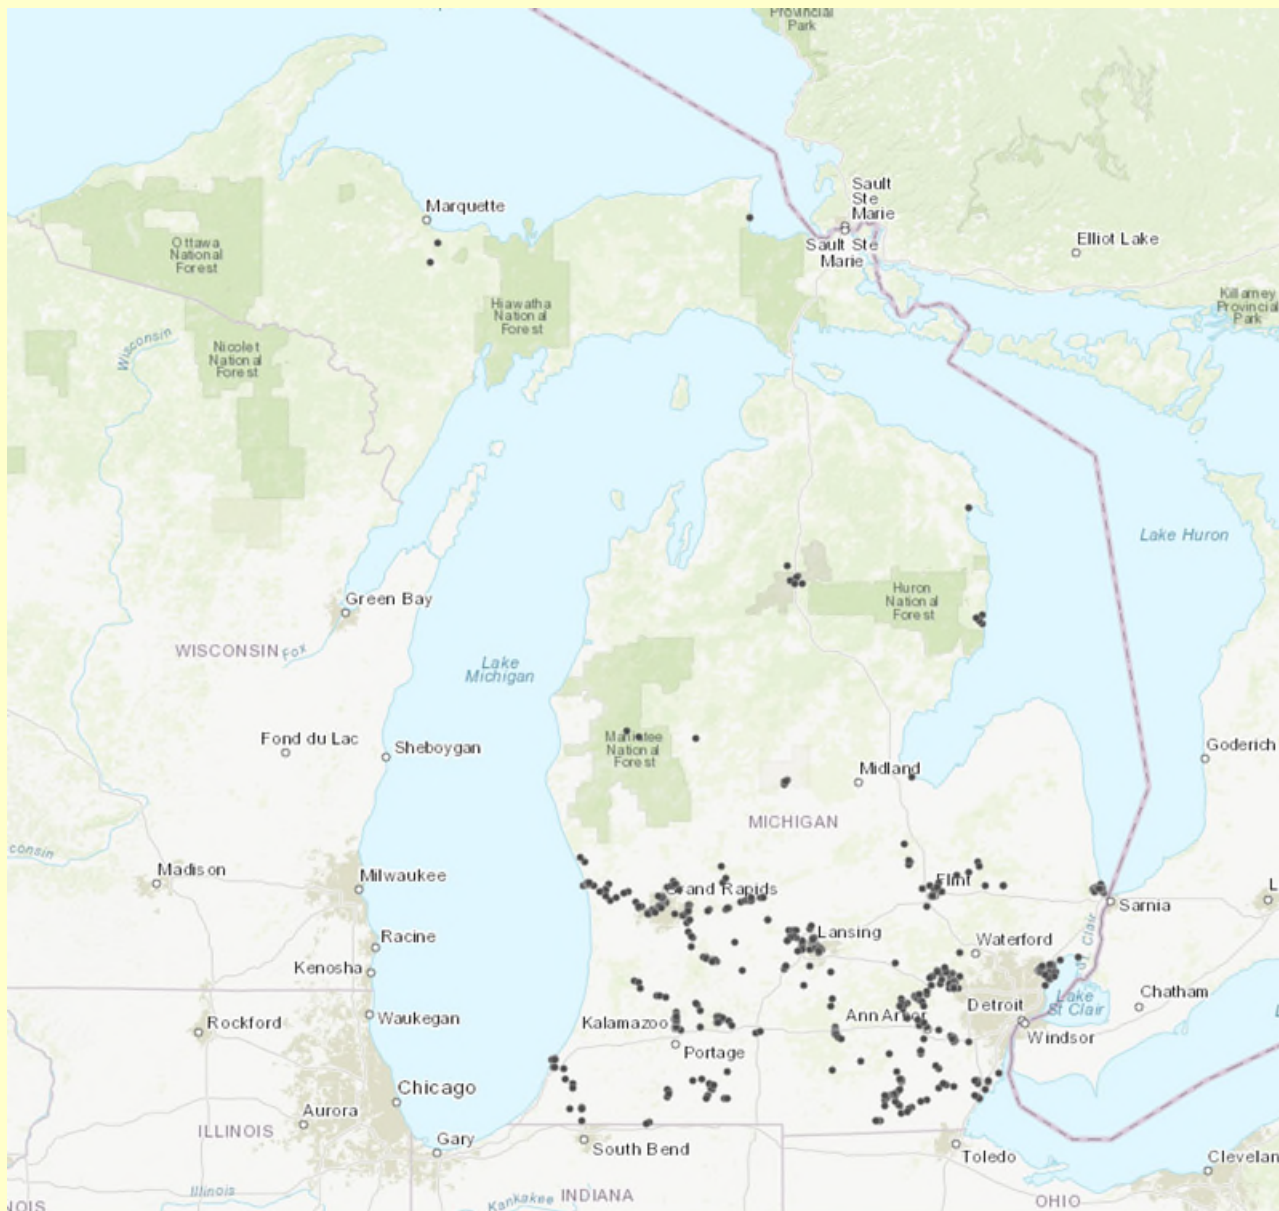 Provincial
Park
Sault
Ste
Marie
Marquette
Sault Ste
Marie
Elliot Lake
Ottawa
National
Forest
Killarney
Provincial
Park
Hiawatha
National
Forest
Wisconsin
Nicolet
National
Forest
Lake Huron
Huron
National
Forest
Green Bay
WISCONSIN
Fox
Lake
Michigan
Fond du Lac
Sheboygan
Manistee
National
Forest
Goderich
Midland
MICHIGAN
consin
Madison
Milwaukee
Grand Rapids
Flint
L
Sarnia
Racine
Lansing
Waterford
St. Clair
Kenosha
Chatham
Rockford
Waukegan
Kalamazoo
Ann Arbor
Detroit
Lake
St Clair
Windsor
Portage
Chicago
Aurora
ILLINOIS
Gary
South Bend
Toledo
Clevelan
Illinois
Kankakee
INDIANA
OHIO
NOIS